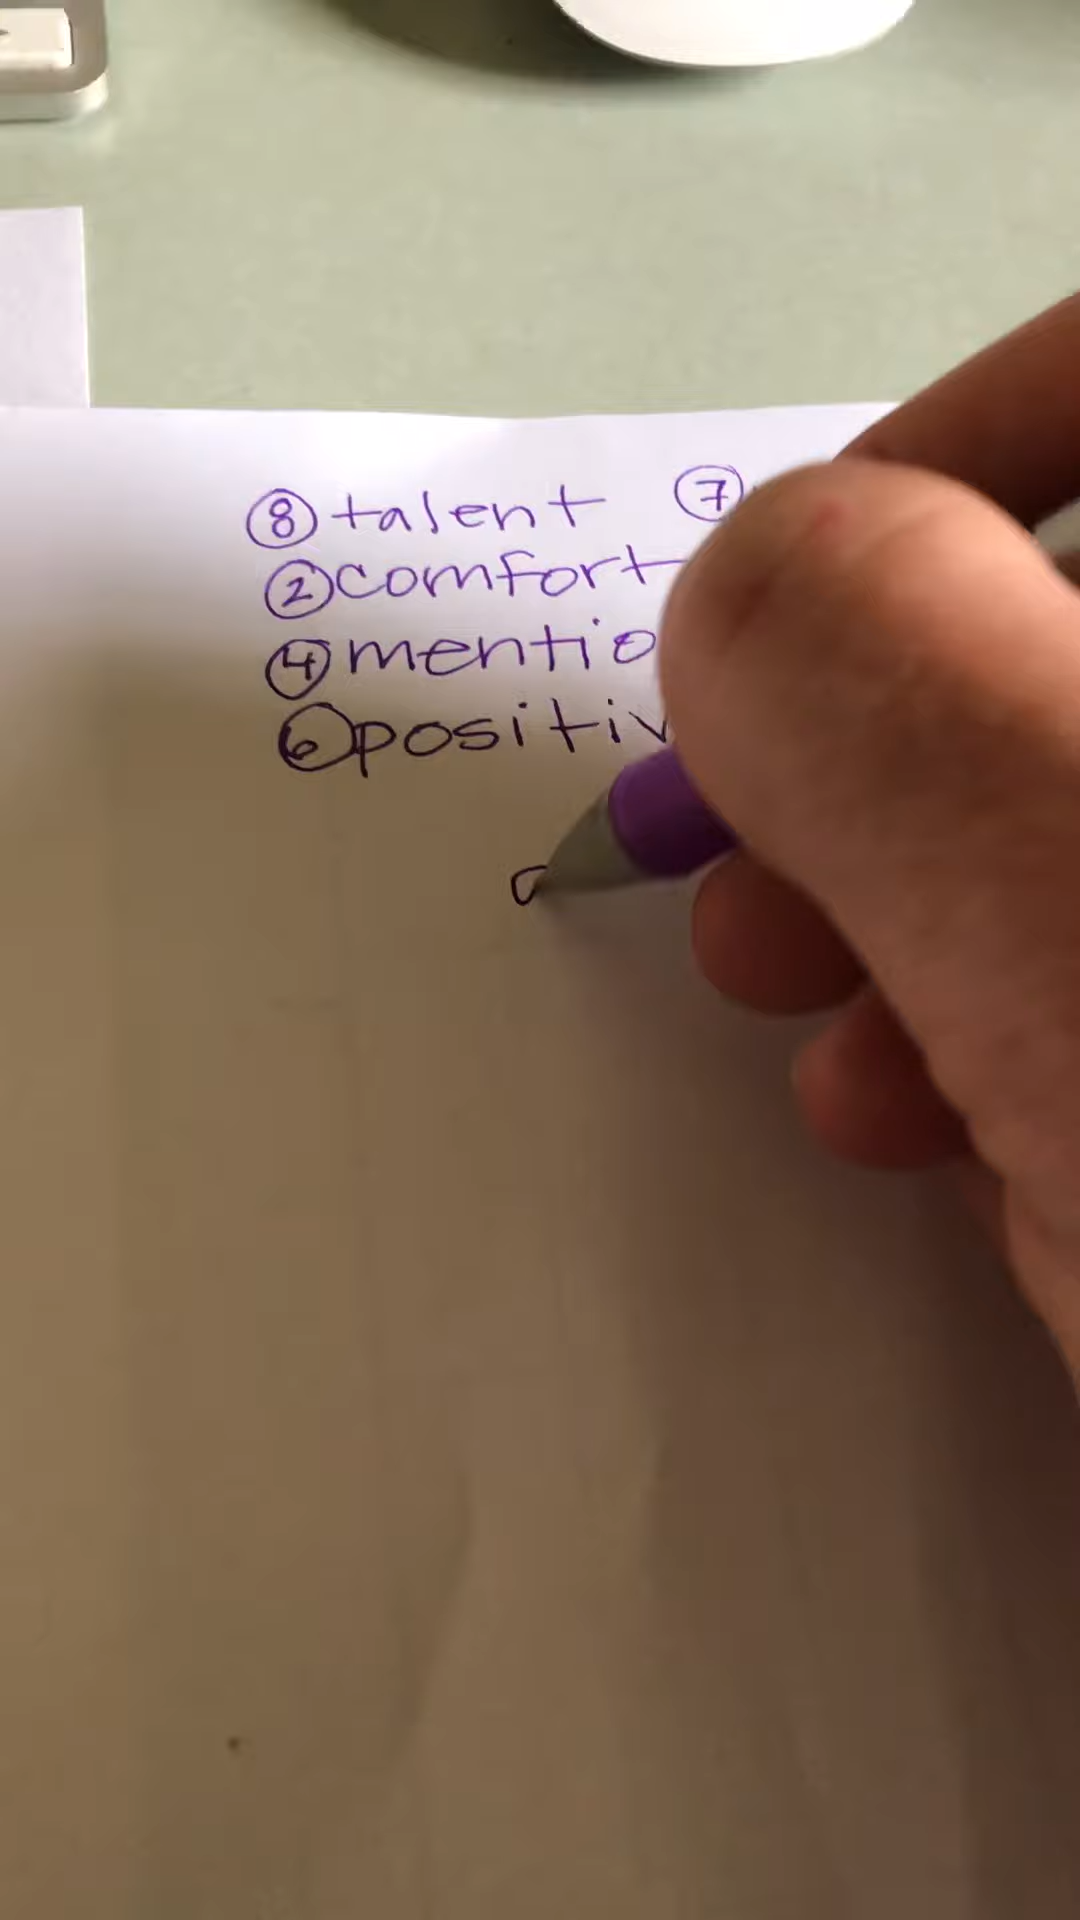 ⑧talent ⑦
②comfort
④mentio
⑥positiv